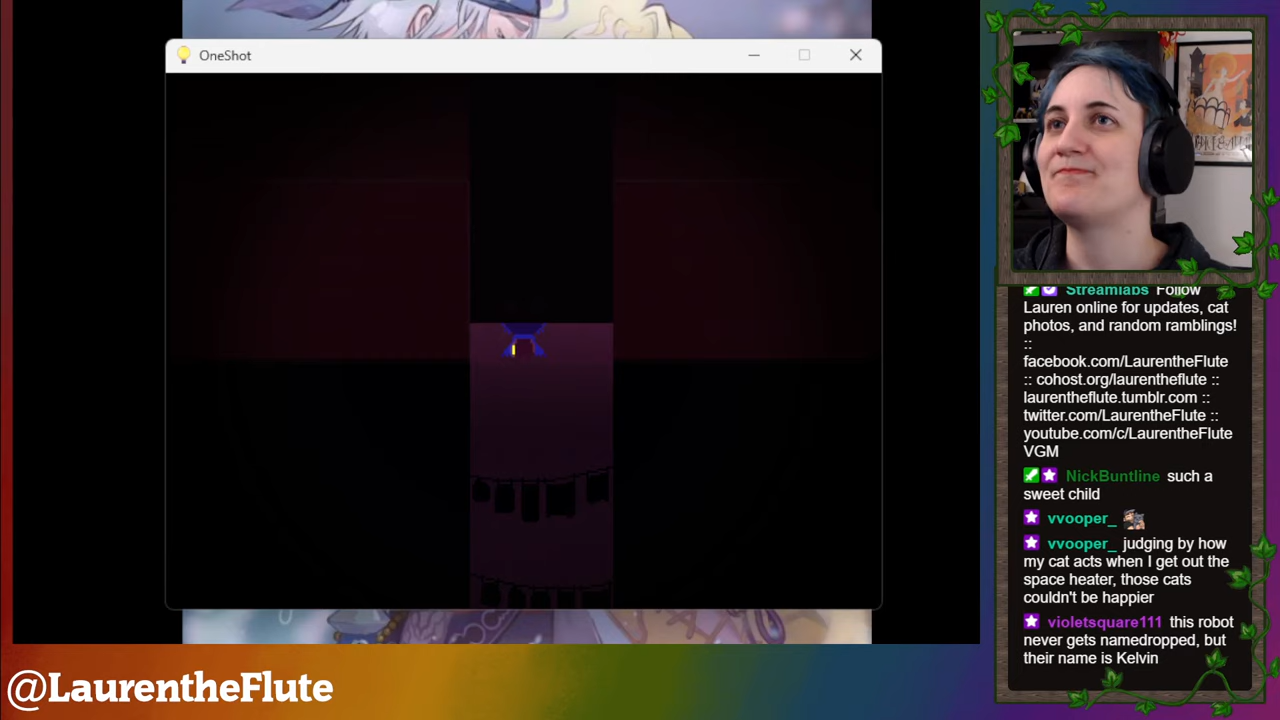 OneShot
Streamlabs Follow
Lauren online for updates, cat
photos, and random ramblings!
::
facebook.com/LaurentheFlute
:: cohost.org/laurentheflute ::
laurentheflute.tumblr.com ::
twitter.com/LaurentheFlute ::
youtube.com/c/LaurentheFlute
VGM
NickBuntline such a
sweet child
vvooper_
vvooper_ judging by how
my cat acts when I get out the
space heater, those cats
couldn't be happier
violetsquare111 this robot
never gets namedropped, but
their name is Kelvin
@LaurentheFlute